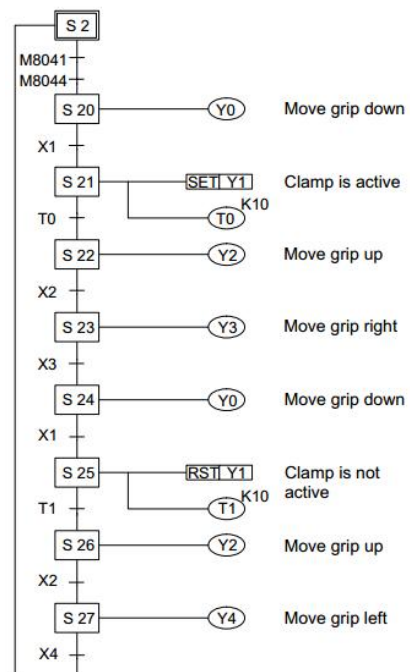 S 2
M8041
M8044
S 20 Y0 Move grip down
X1
S 21 SET Y1 Clamp is active
K10
T0 T0
S 22 Y2 Move grip up
X2
S 23 Y3 Move grip right
X3
S 24 Y0 Move grip down
X1
S 25 RST Y1 Clamp is not
active
K10
T1 T1
S 26 Y2 Move grip up
X2
S 27 Y4 Move grip left
X4